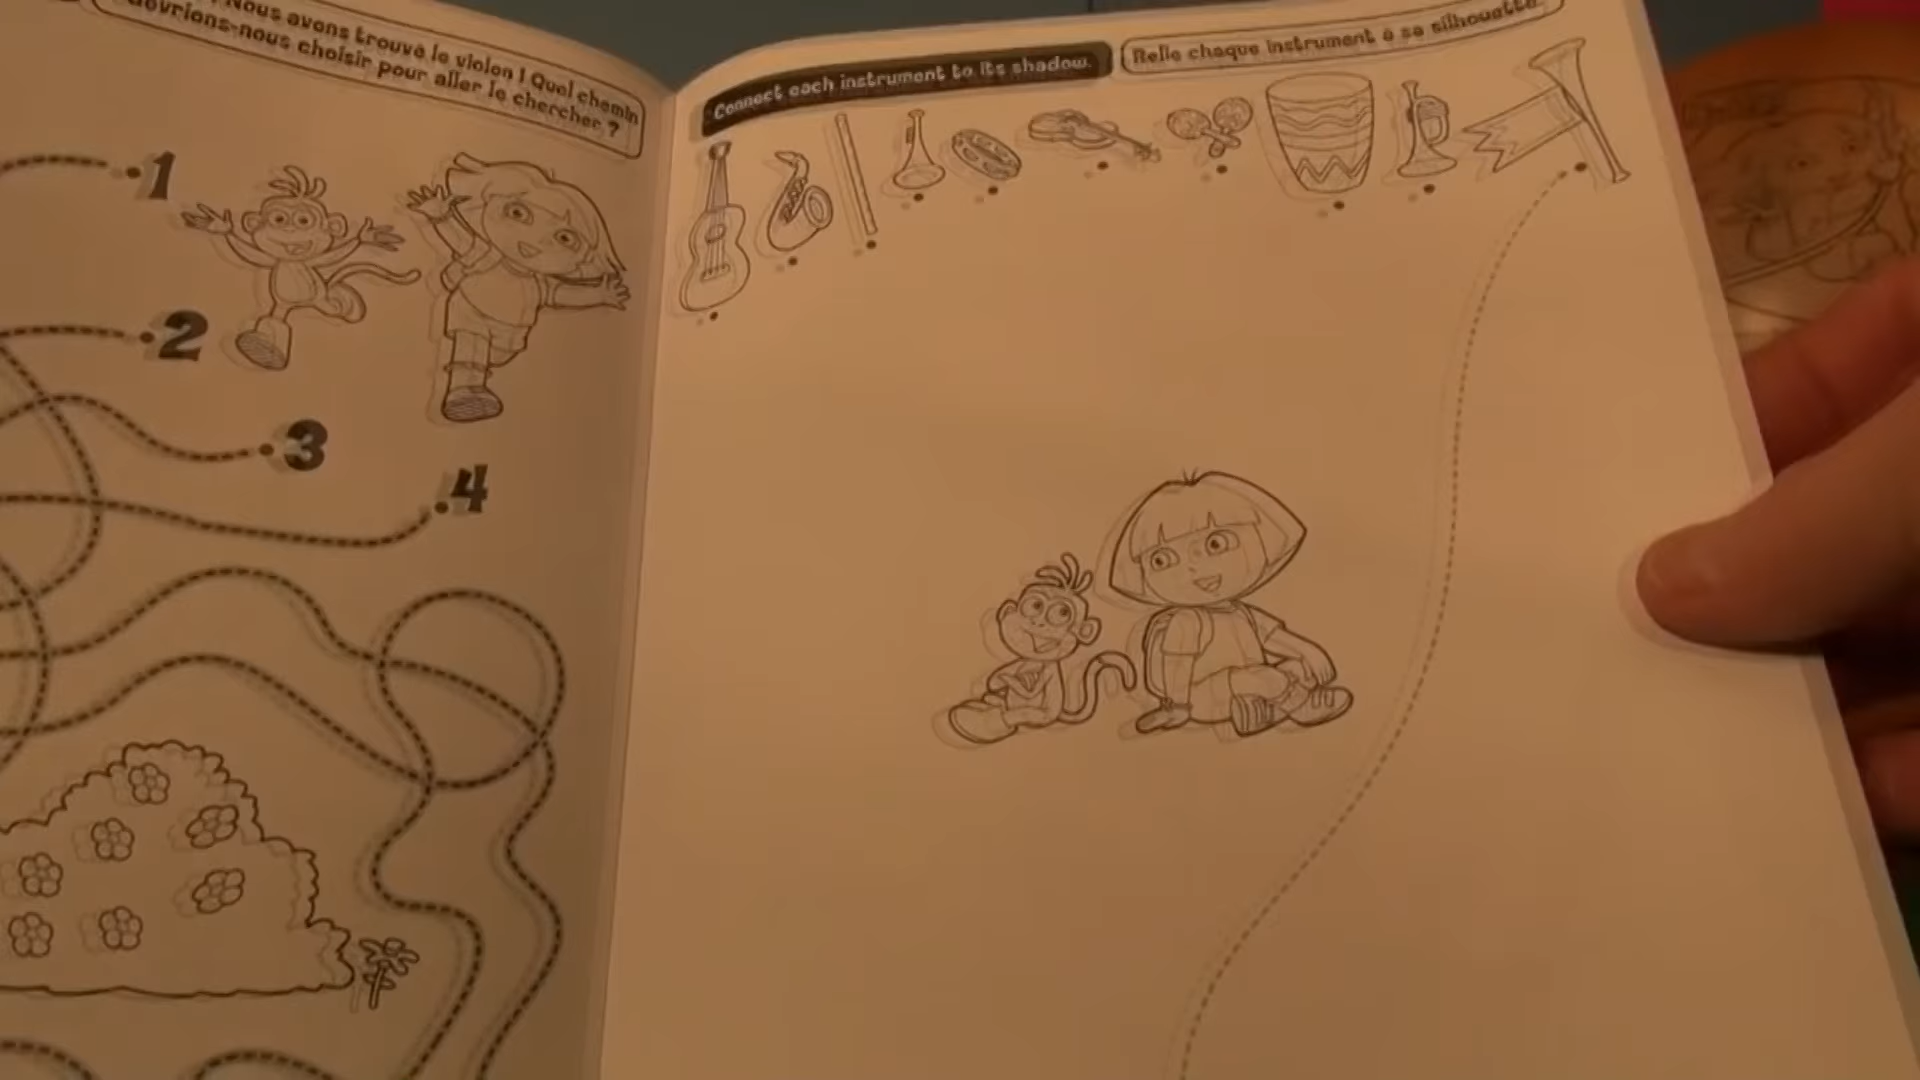 Nous avons trouvé le violon ! Quel chemin
devrions-nous choisir pour aller le chercher ?
1
2
3
4
Connect each instrument to its shadow.
Relie chaque instrument à sa silhouette.